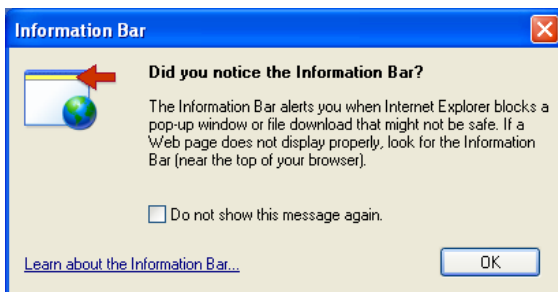 Information Bar
Did you notice the Information Bar?
The Information Bar alerts you when Internet Explorer blocks a
pop-up window or file download that might not be safe. If a
Web page does not display properly, look for the Information
Bar (near the top of your browser).
Do not show this message again.
Learn about the Information Bar...
OK